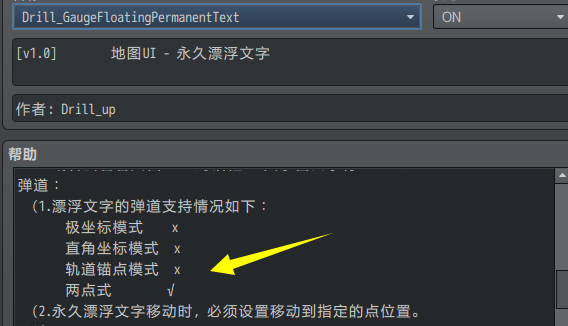 Drill_GaugeFloatingPermanentText
ON
[v1.0] 地图UI - 永久漂浮文字
作者: Drill_up
帮助
弹道：
(1.漂浮文字的弹道支持情况如下：
极坐标模式 x
直角坐标模式 x
轨道锚点模式 x
两点式 √
(2.永久漂浮文字移动时，必须设置移动到指定的点位置。